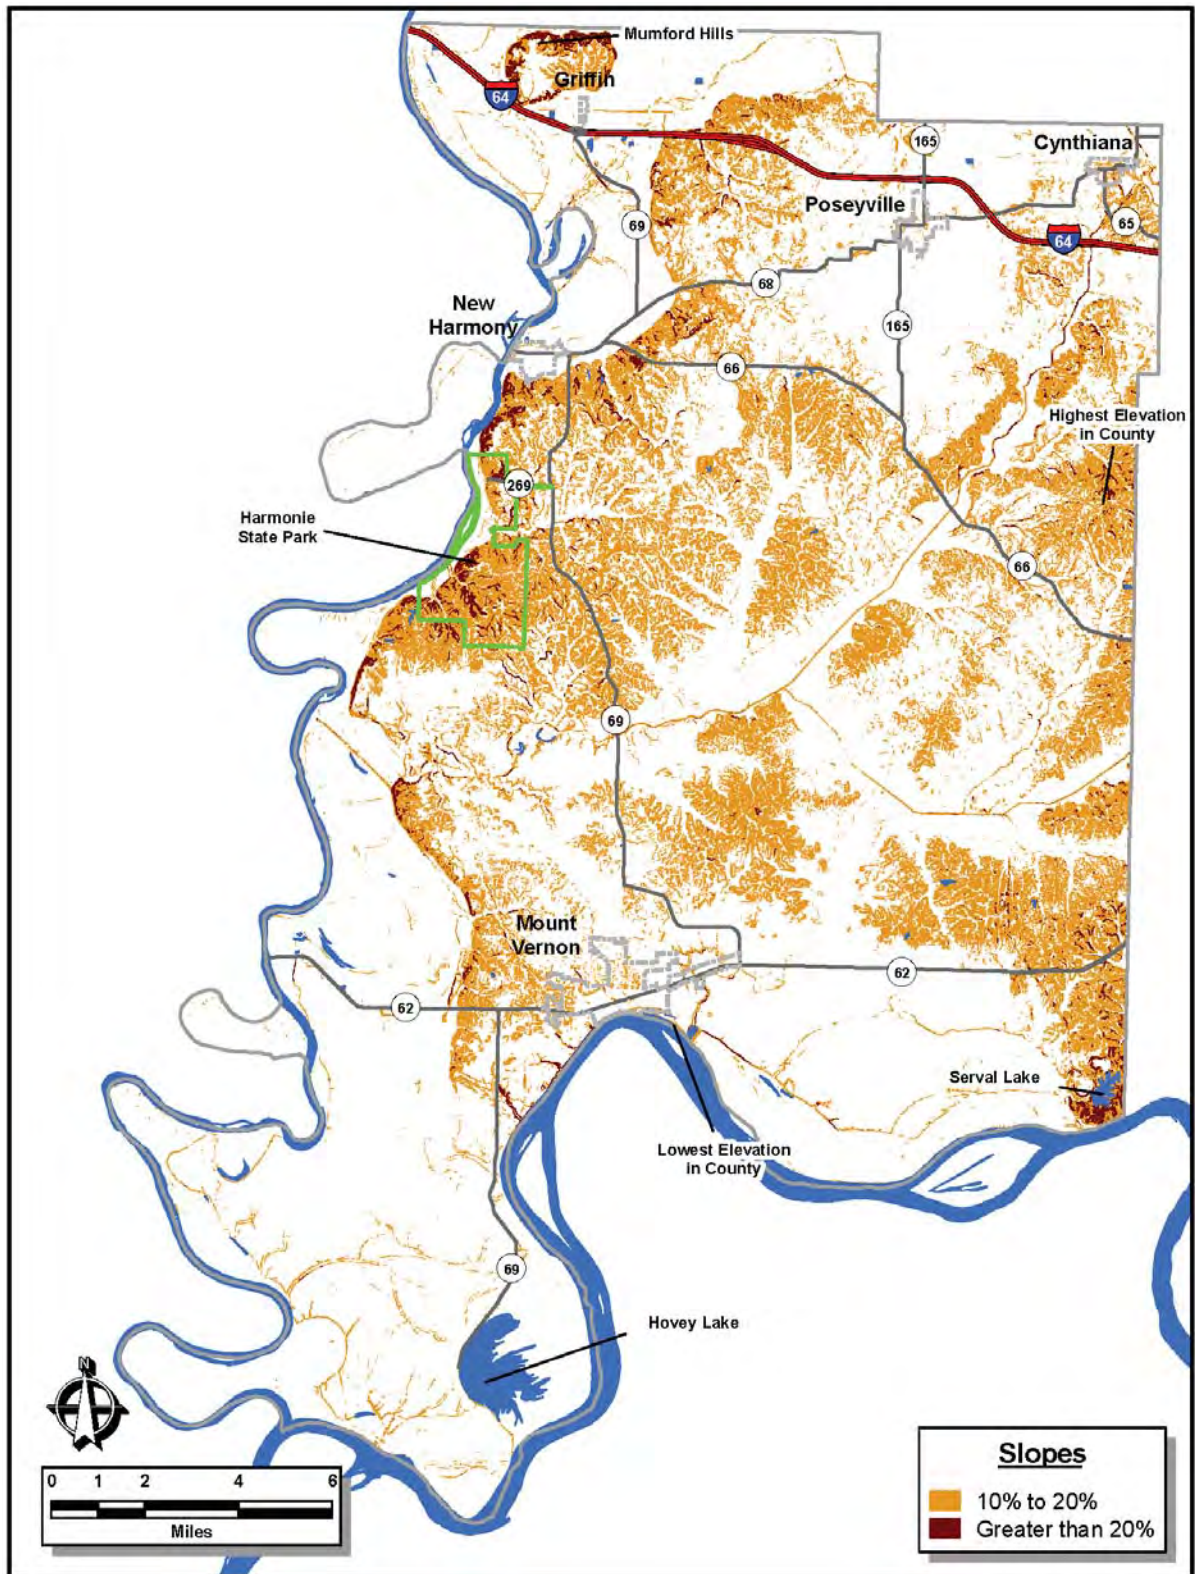 Mumford Hills
Griffin
64
165
Cynthiana
Poseyville
69
65
64
68
New
Harmony
165
66
Highest Elevation
in County
269
Harmonie
State Park
66
69
Mount
Vernon
62
62
Serval Lake
Lowest Elevation
in County
69
Hovey Lake
N
0 1 2 4 6
Miles
Slopes
10% to 20%
Greater than 20%